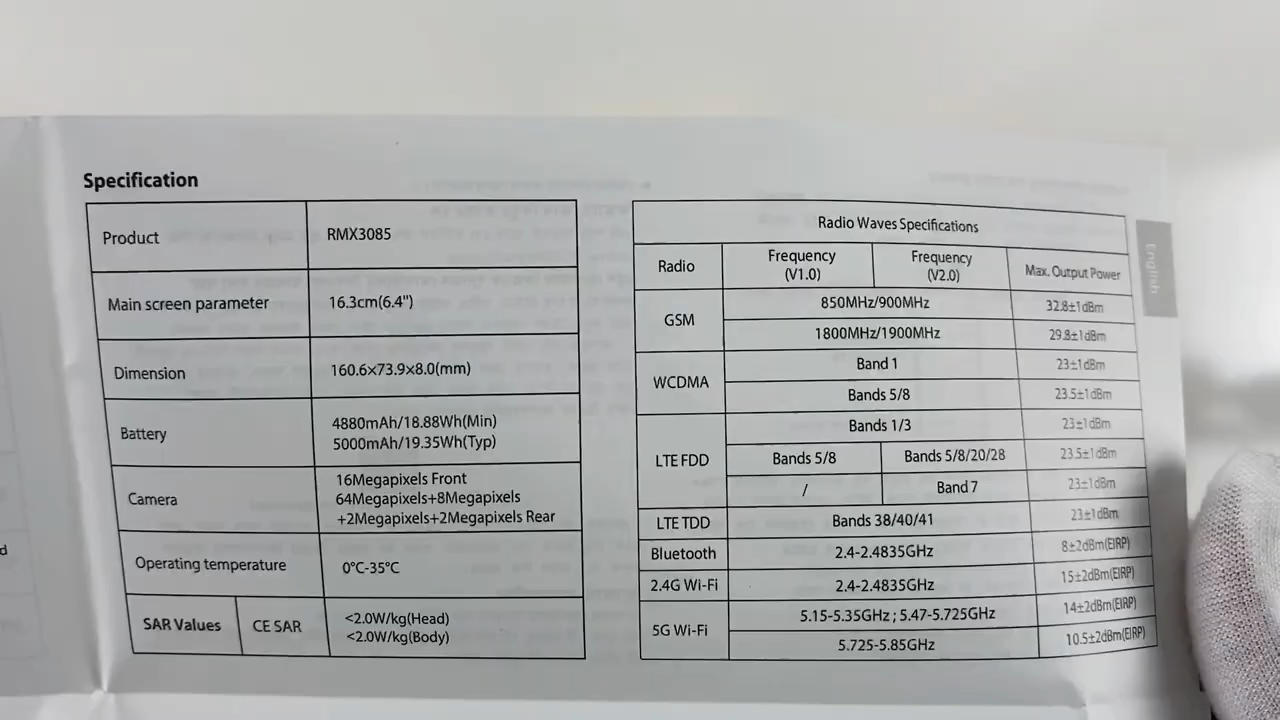 Specification
Product
RMX3085
Main screen parameter
16.3cm(6.4")
Dimension
160.6×73.9×8.0(mm)
Battery
4880mAh/18.88Wh(Min)
5000mAh/19.35Wh(Typ)
Camera
16Megapixels Front
64Megapixels+8Megapixels
+2Megapixels+2Megapixels Rear
Operating temperature
0°C-35°C
SAR Values
CE SAR
<2.0W/kg(Head)
<2.0W/kg(Body)
Radio Waves Specifications
Radio
Frequency
(V1.0)
Frequency
(V2.0)
Max. Output Power
GSM
850MHz/900MHz
32.8±1dBm
1800MHz/1900MHz
29.8±1dBm
WCDMA
Band 1
23±1dBm
Bands 5/8
23.5±1dBm
LTE FDD
Bands 1/3
23±1dBm
Bands 5/8
Bands 5/8/20/28
23.5±1dBm
/
Band 7
23±1dBm
LTE TDD
Bands 38/40/41
23±1dBm
Bluetooth
2.4-2.4835GHz
8±2dBm(EIRP)
2.4G Wi-Fi
2.4-2.4835GHz
15±2dBm(EIRP)
5G Wi-Fi
5.15-5.35GHz ; 5.47-5.725GHz
14±2dBm(EIRP)
5.725-5.85GHz
10.5±2dBm(EIRP)
English
d